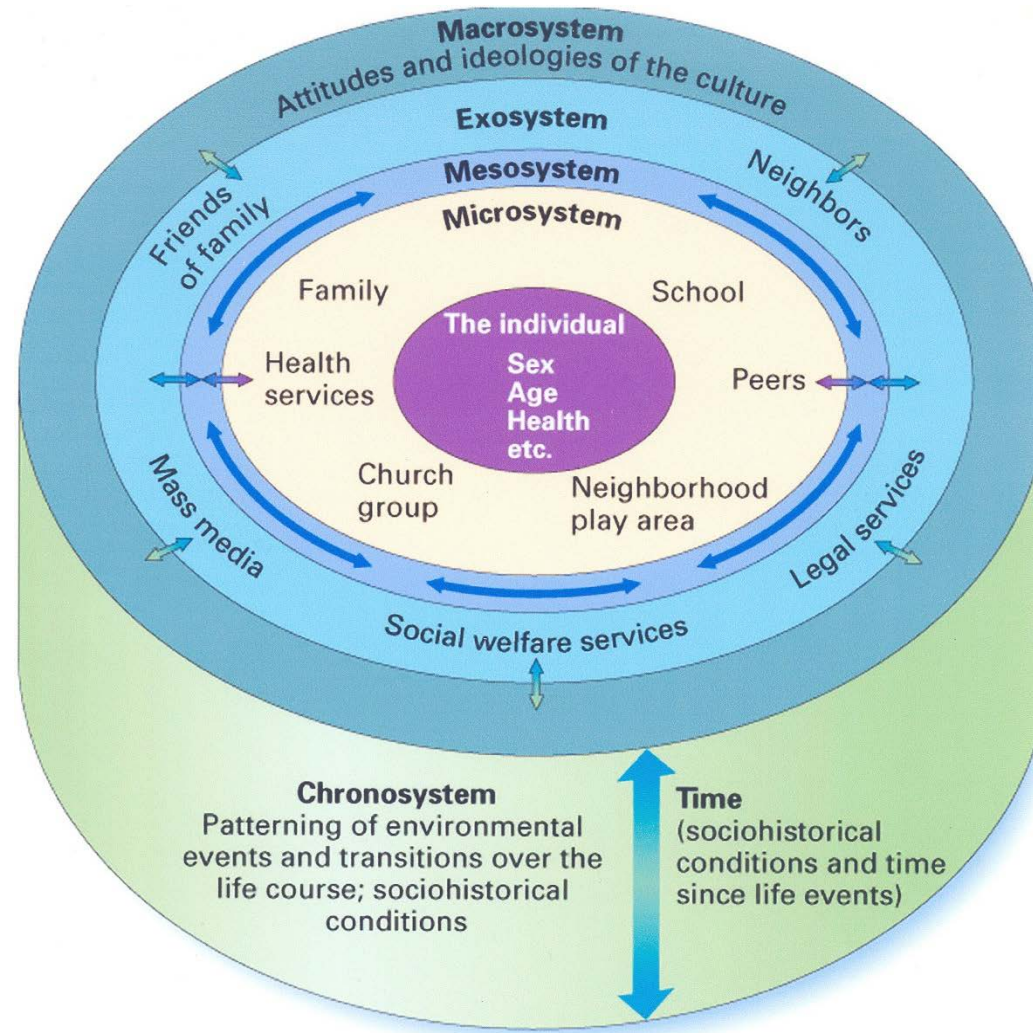 Macrosystem
Attitudes and ideologies of the culture
Exosystem
Mesosystem
Microsystem
Friends
of family
Neighbors
Family
School
The individual
Sex
Age
Health
etc.
Health
services
Peers
Church
group
Neighborhood
play area
Mass media
Legal services
Social welfare services
Chronosystem
Patterning of environmental
events and transitions over the
life course; sociohistorical
conditions
Time
(sociohistorical
conditions and time
since life events)